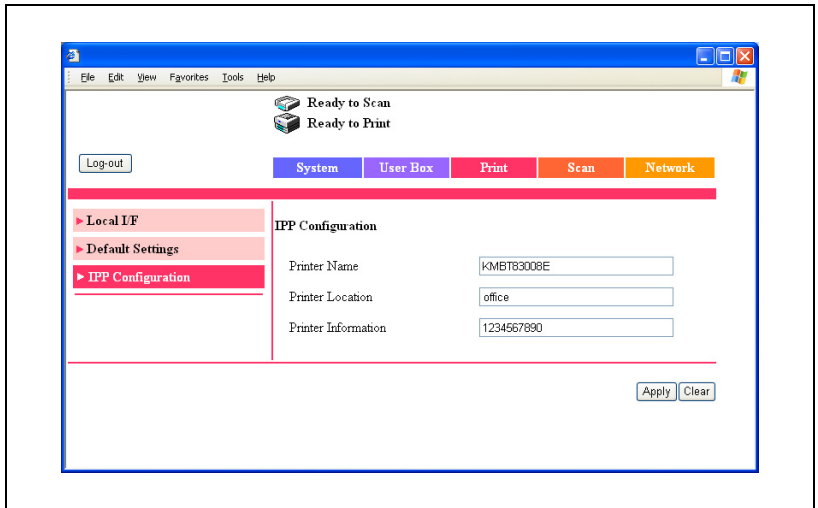 File Edit View Favorites Tools Help
Ready to Scan
Ready to Print
Log-out
System User Box Print Scan Network
Local I/F
Default Settings
IPP Configuration
IPP Configuration
Printer Name KMBT83008E
Printer Location office
Printer Information 1234567890
Apply Clear